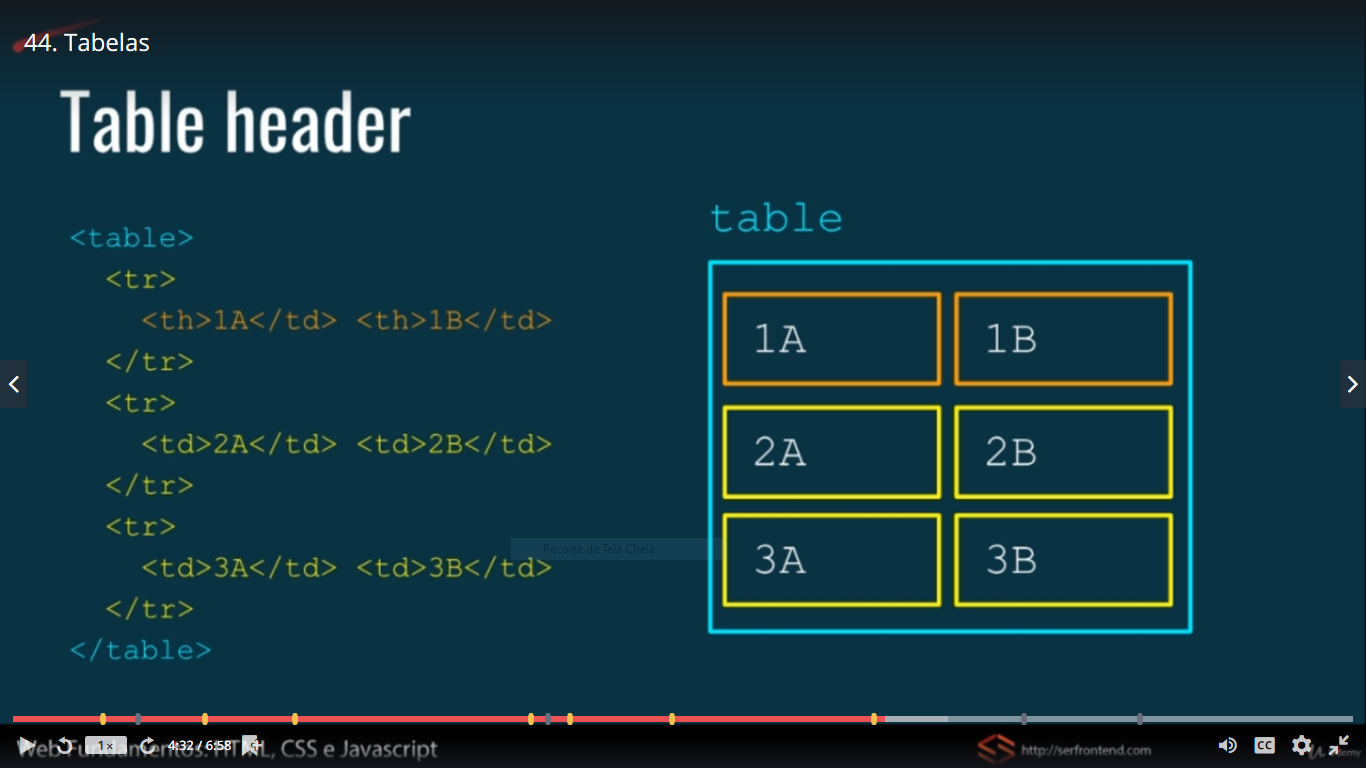 44. Tabelas
Table header
<table>
<tr>
<th>1A</td> <th>1B</td>
</tr>
<tr>
<td>2A</td> <td>2B</td>
</tr>
<tr>
<td>3A</td> <td>3B</td>
</tr>
</table>
table
1A 1B
2A 2B
3A 3B
Recorte de Tela Cheia
1×
4:32 / 6:58
Web Fundamentos: HTML, CSS e Javascript
http://serfrontend.com
CC